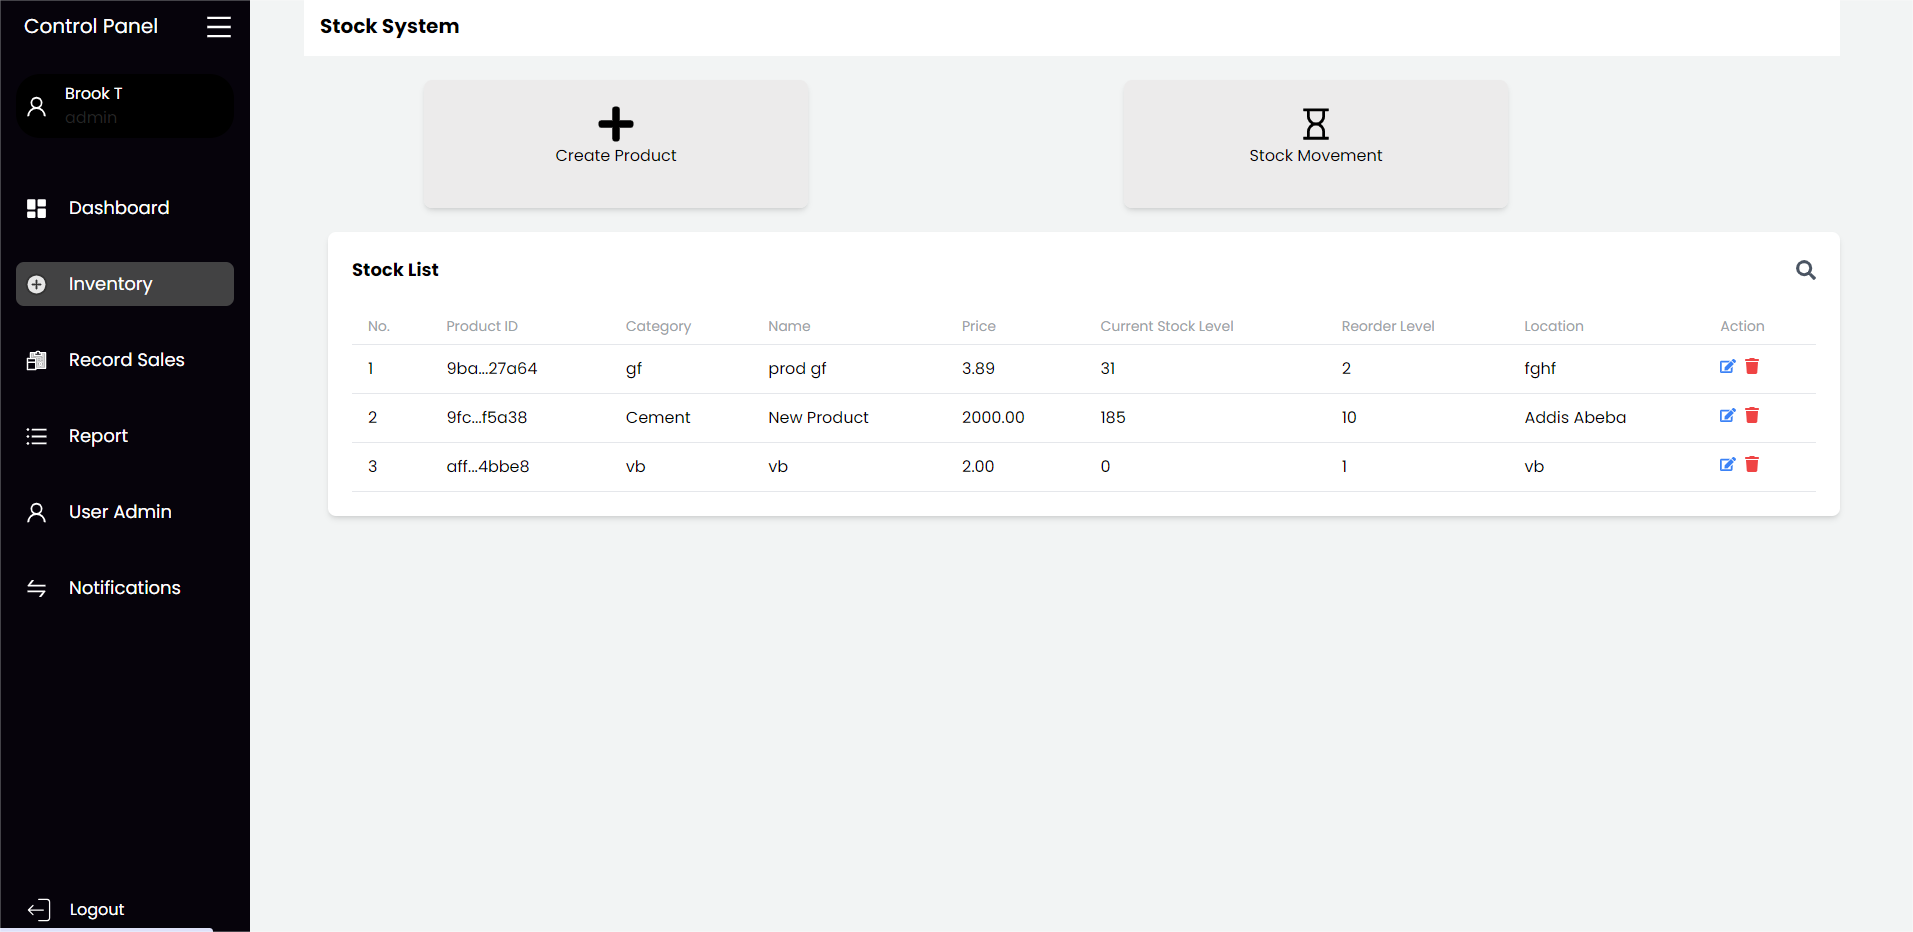 Control Panel
Brook T
admin
Dashboard
Inventory
Record Sales
Report
User Admin
Notifications
Logout
Stock System
Create Product
Stock Movement
Stock List
No. Product ID Category Name Price Current Stock Level Reorder Level Location Action
1 9ba...27a64 gf prod gf 3.89 31 2 fghf
2 9fc...f5a38 Cement New Product 2000.00 185 10 Addis Abeba
3 aff...4bbe8 vb vb 2.00 0 1 vb